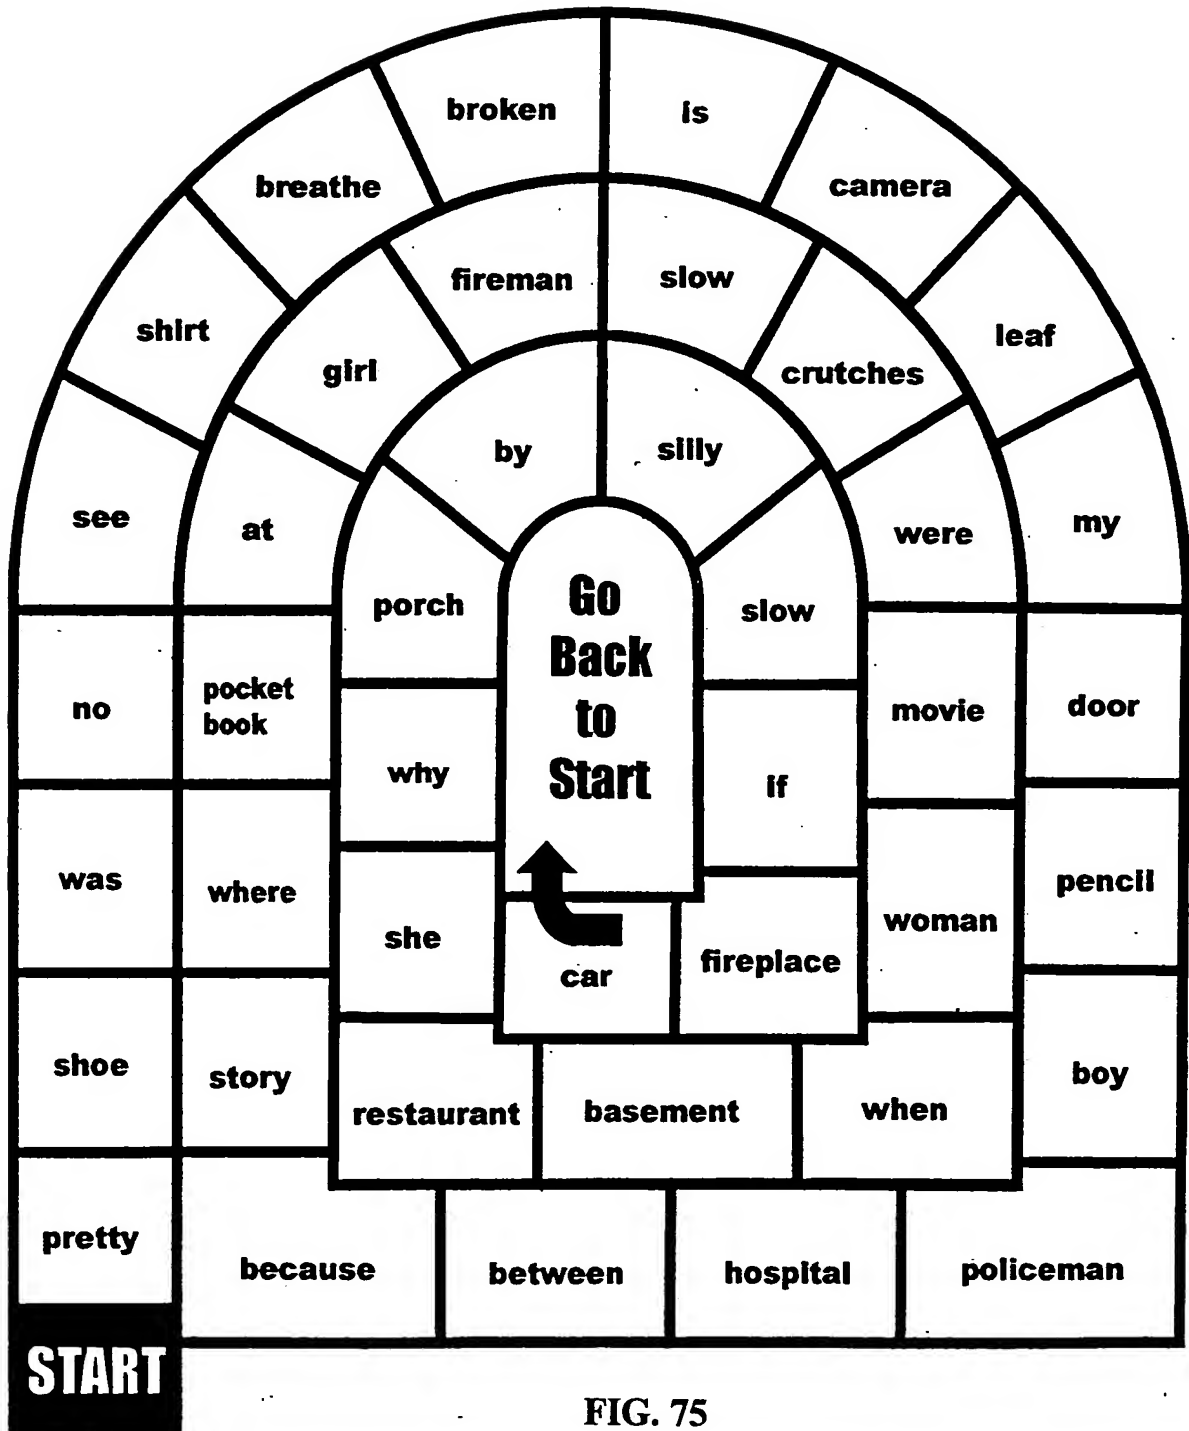 START
pretty
shoe
was
no
see
shirt
breathe
broken
is
camera
leaf
my
door
pencil
boy
policeman
hospital
between
because
story
where
pocket
book
at
girl
fireman
slow
crutches
were
movie
woman
when
basement
restaurant
she
why
porch
by
silly
slow
if
fireplace
car
Go
Back
to
Start
FIG. 75